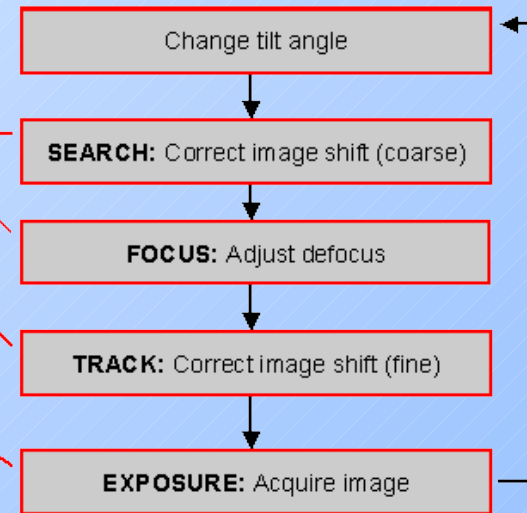 Change tilt angle
SEARCH: Correct image shift (coarse)
FOCUS: Adjust defocus
TRACK: Correct image shift (fine)
EXPOSURE: Acquire image